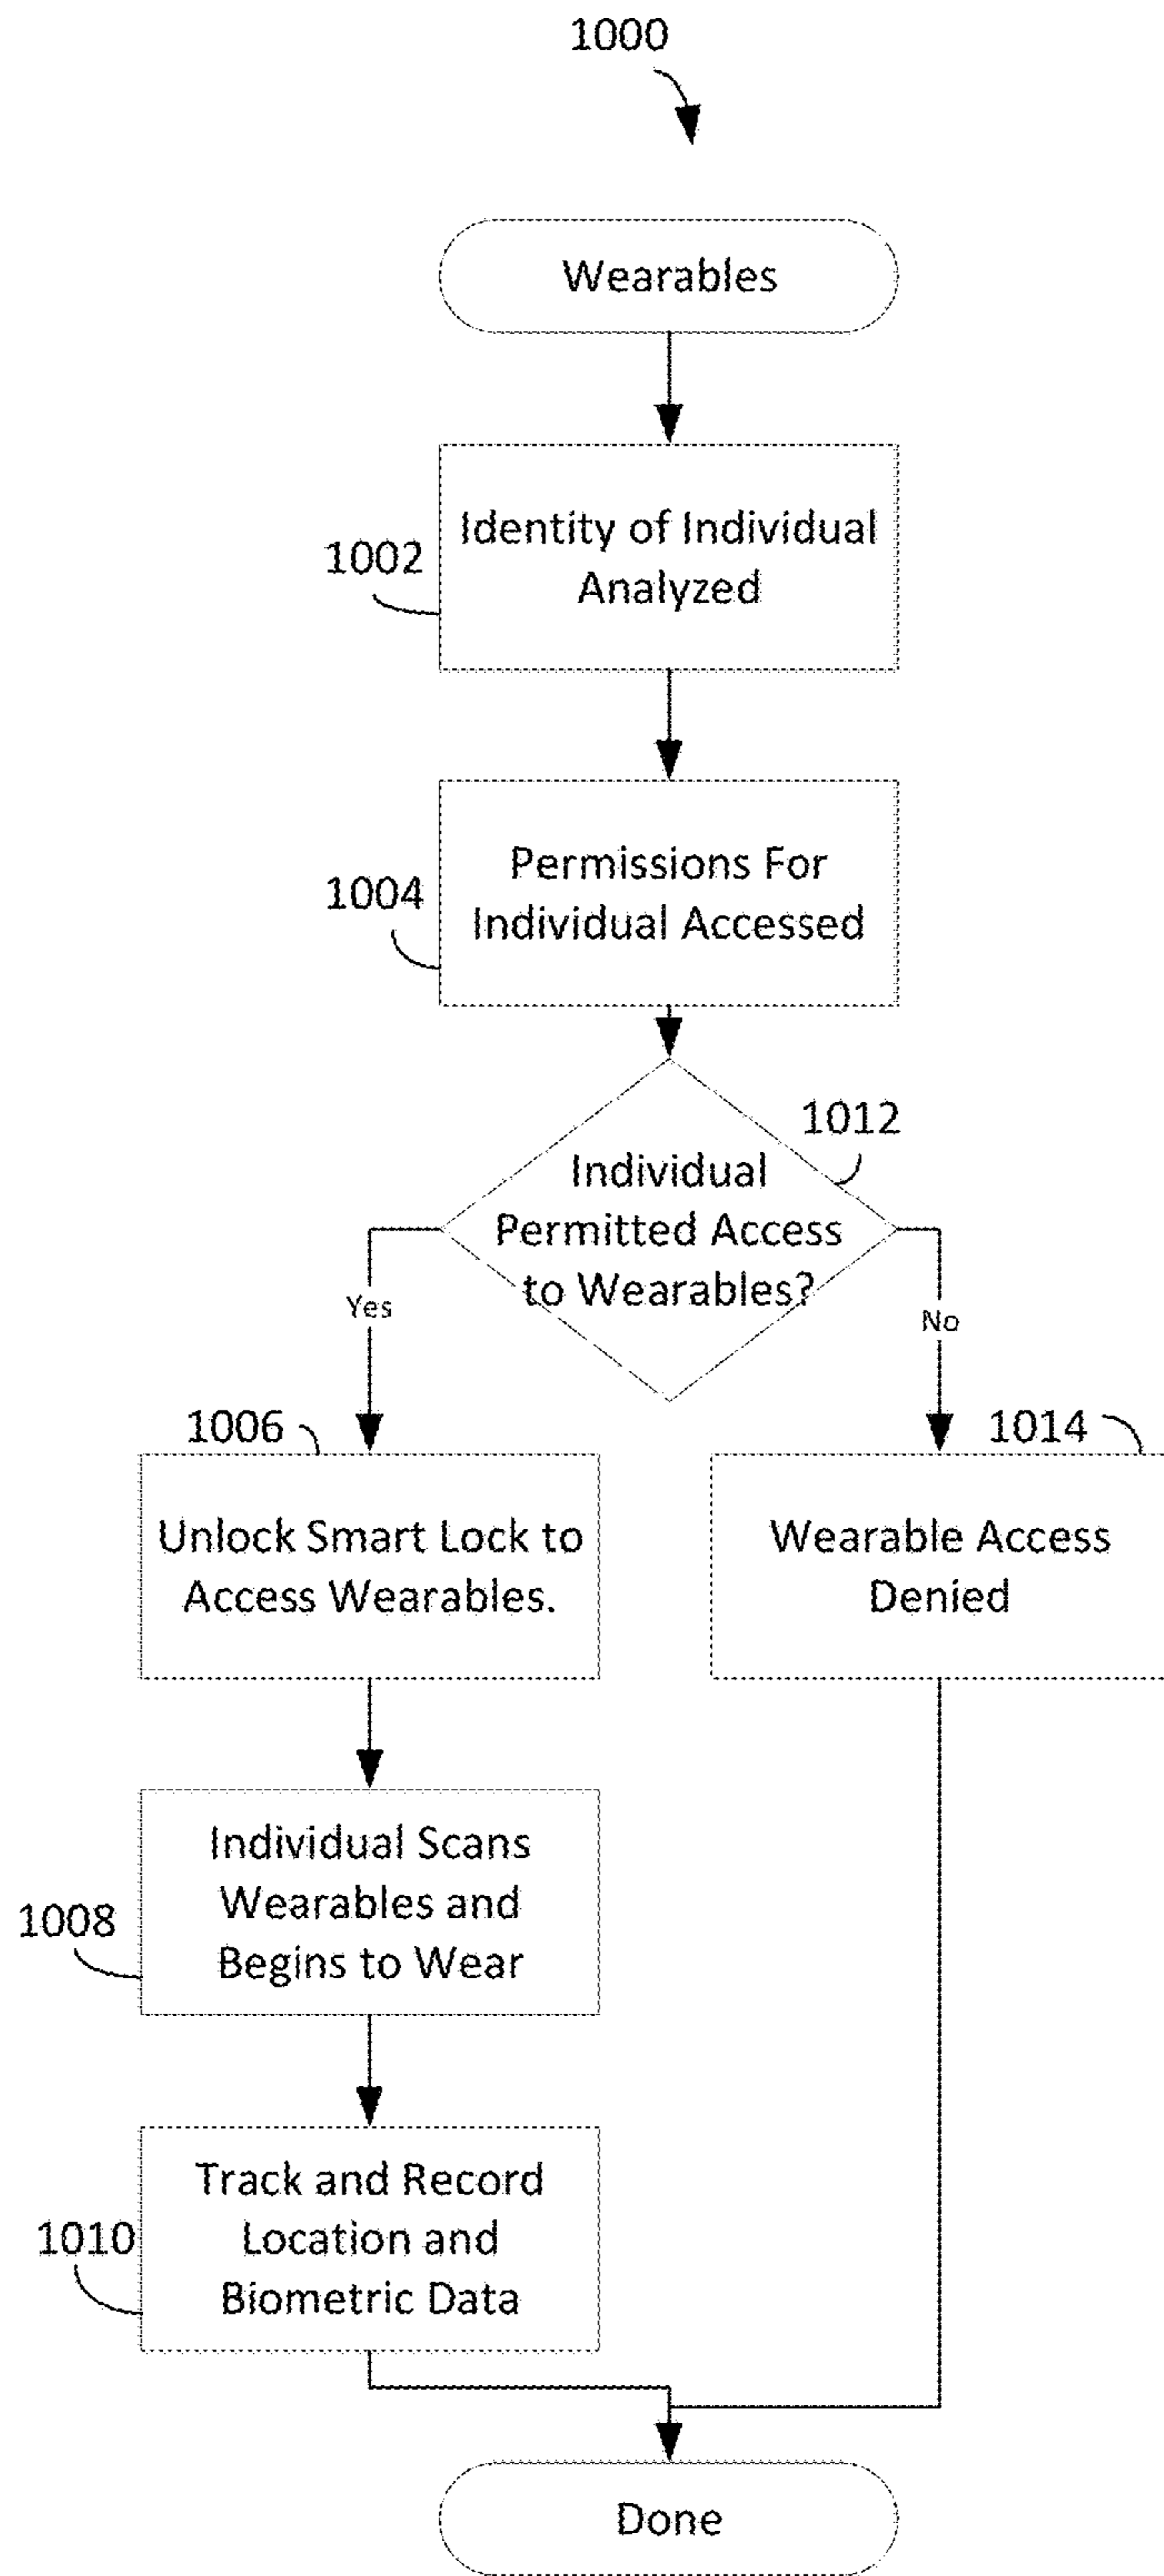 1000
Wearables
Identity of Individual
Analyzed
1002
Permissions For
Individual Accessed
1004
1012
Individual
Permitted Access
to Wearables?
Yes
No
1006
1014
Unlock Smart Lock to
Access Wearables.
Wearable Access
Denied
Individual Scans
Wearables and
Begins to Wear
1008
Track and Record
Location and
Biometric Data
1010
Done